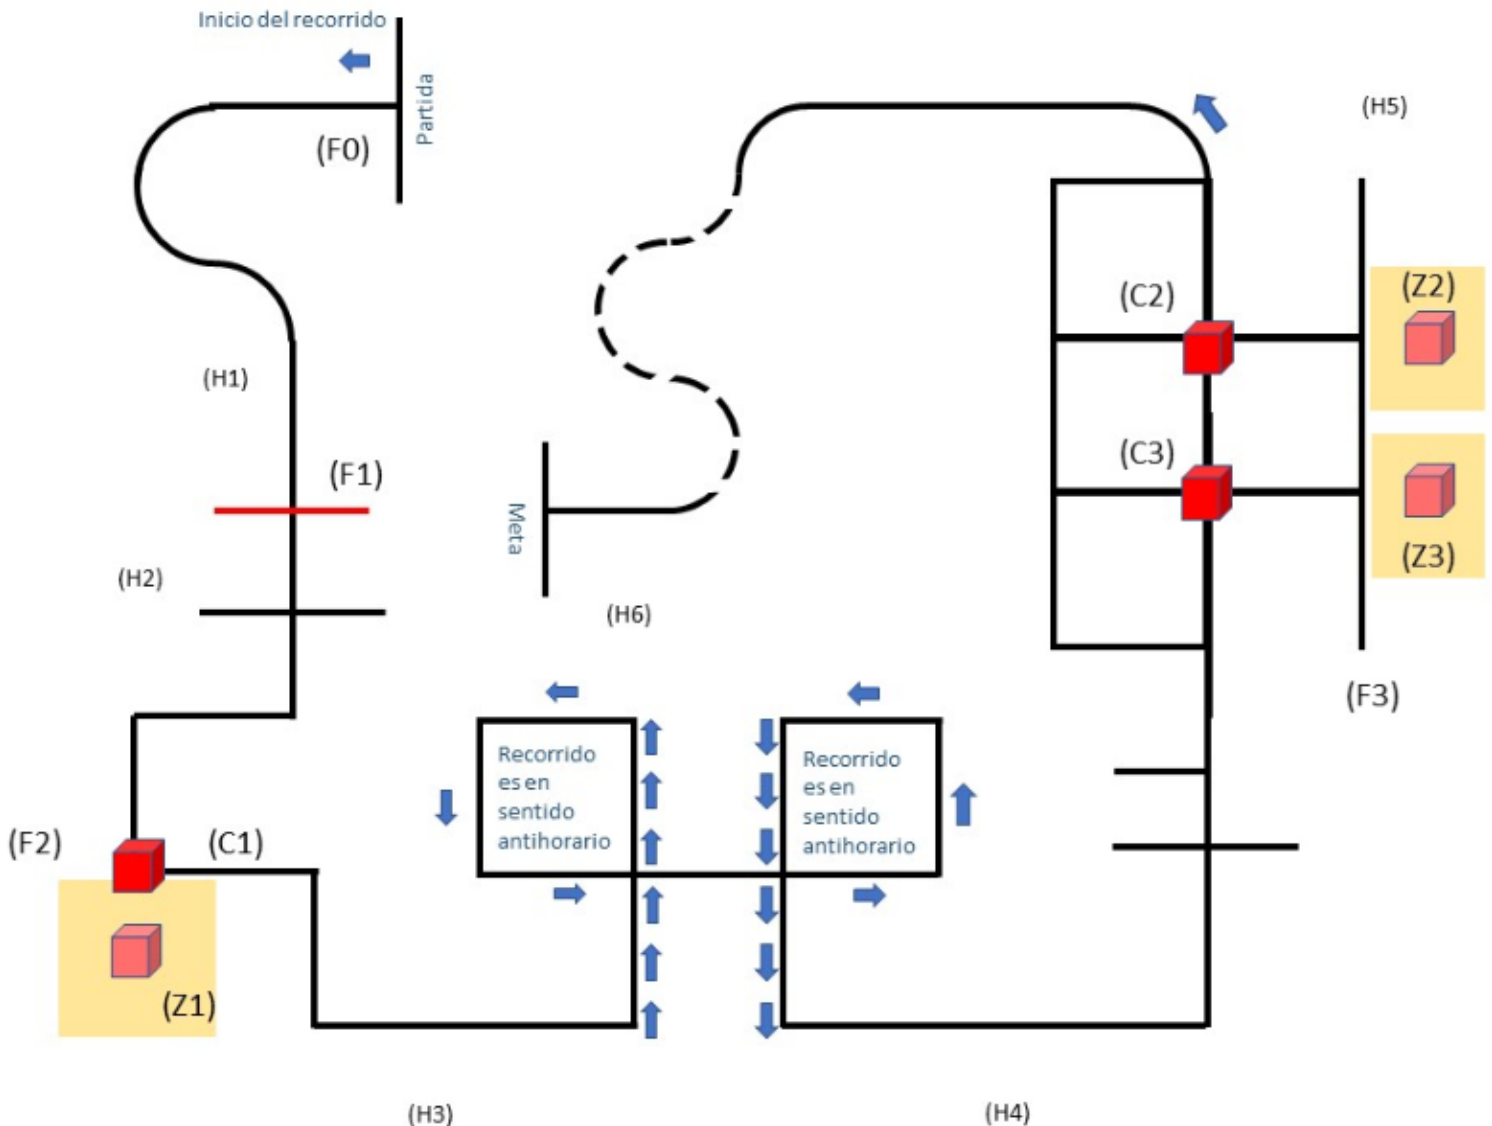 Inicio del recorrido
Partida
(F0)
(H5)
(C2)
(Z2)
(H1)
(F1)
(C3)
Meta
(Z3)
(H2)
(H6)
(F3)
Recorrido
es en
sentido
antihorario
Recorrido
es en
sentido
antihorario
(F2)
(C1)
(Z1)
(H3)
(H4)